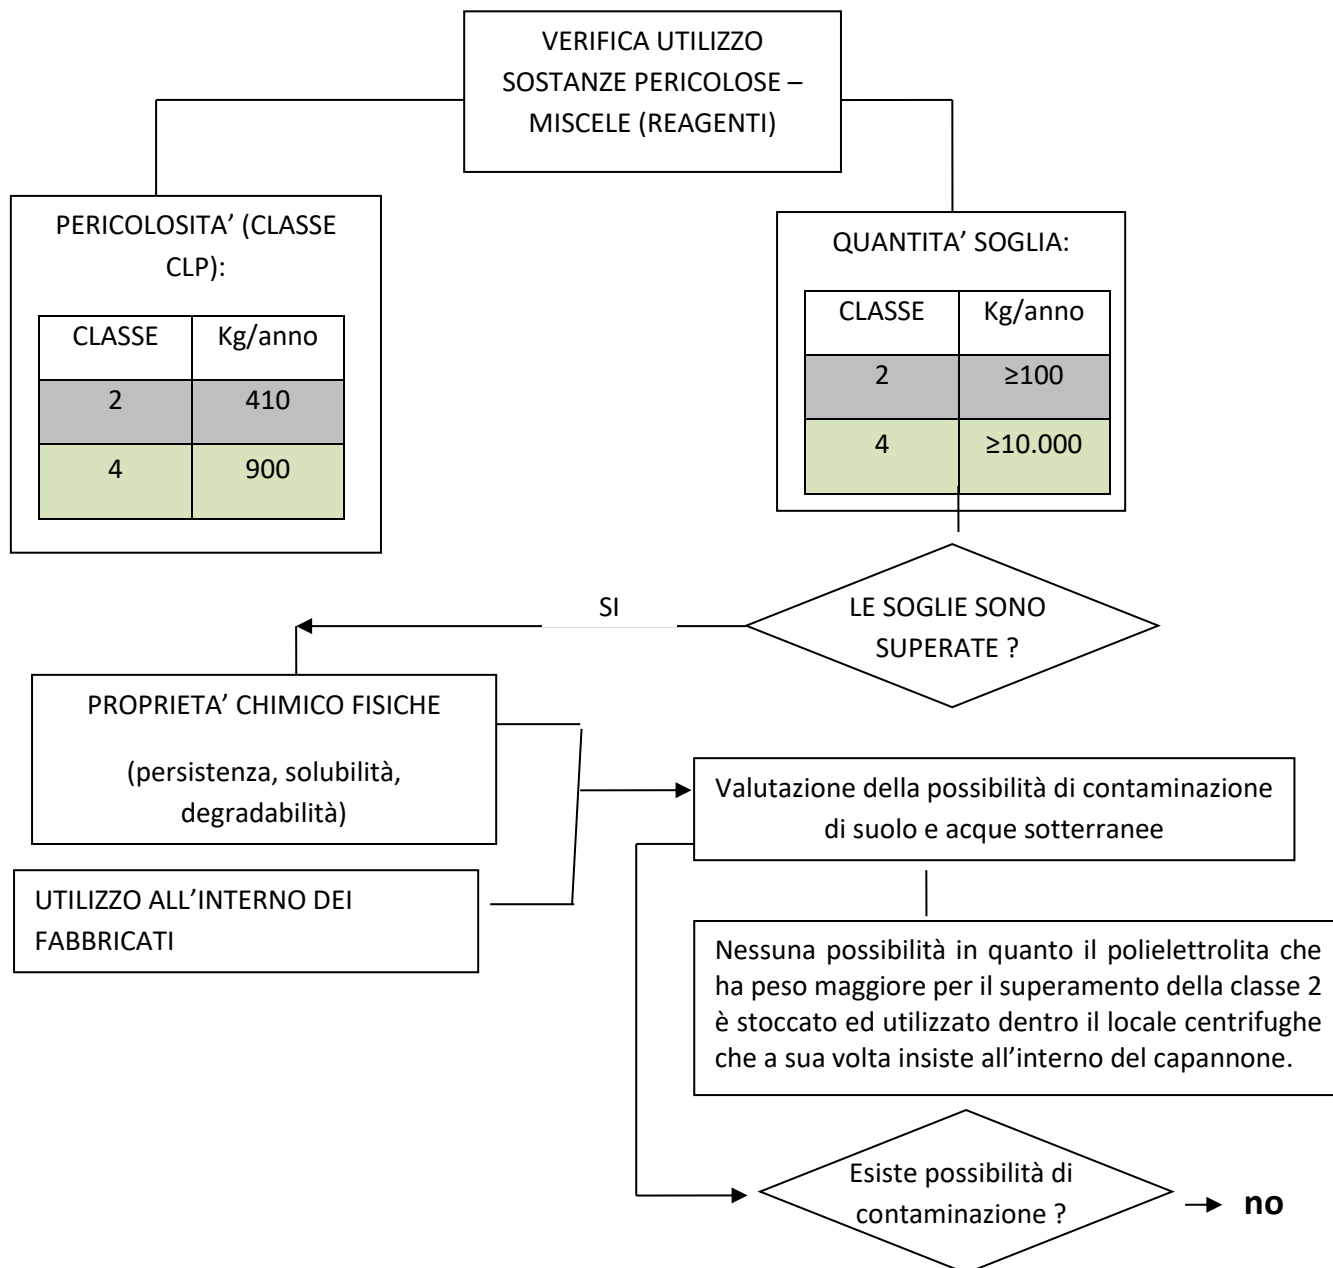 VERIFICA UTILIZZO
SOSTANZE PERICOLOSE –
MISCELE (REAGENTI)
PERICOLOSITA’ (CLASSE
CLP):
CLASSE Kg/anno
2 410
4 900
QUANTITA’ SOGLIA:
CLASSE Kg/anno
2 ≥100
4 ≥10.000
LE SOGLIE SONO
SUPERATE ?
SI
PROPRIETA’ CHIMICO FISICHE
(persistenza, solubilità,
degradabilità)
UTILIZZO ALL’INTERNO DEI
FABBRICATI
Valutazione della possibilità di contaminazione
di suolo e acque sotterranee
Nessuna possibilità in quanto il polielettrolita che
ha peso maggiore per il superamento della classe 2
è stoccato ed utilizzato dentro il locale centrifughe
che a sua volta insiste all’interno del capannone.
Esiste possibilità di
contaminazione ?
no